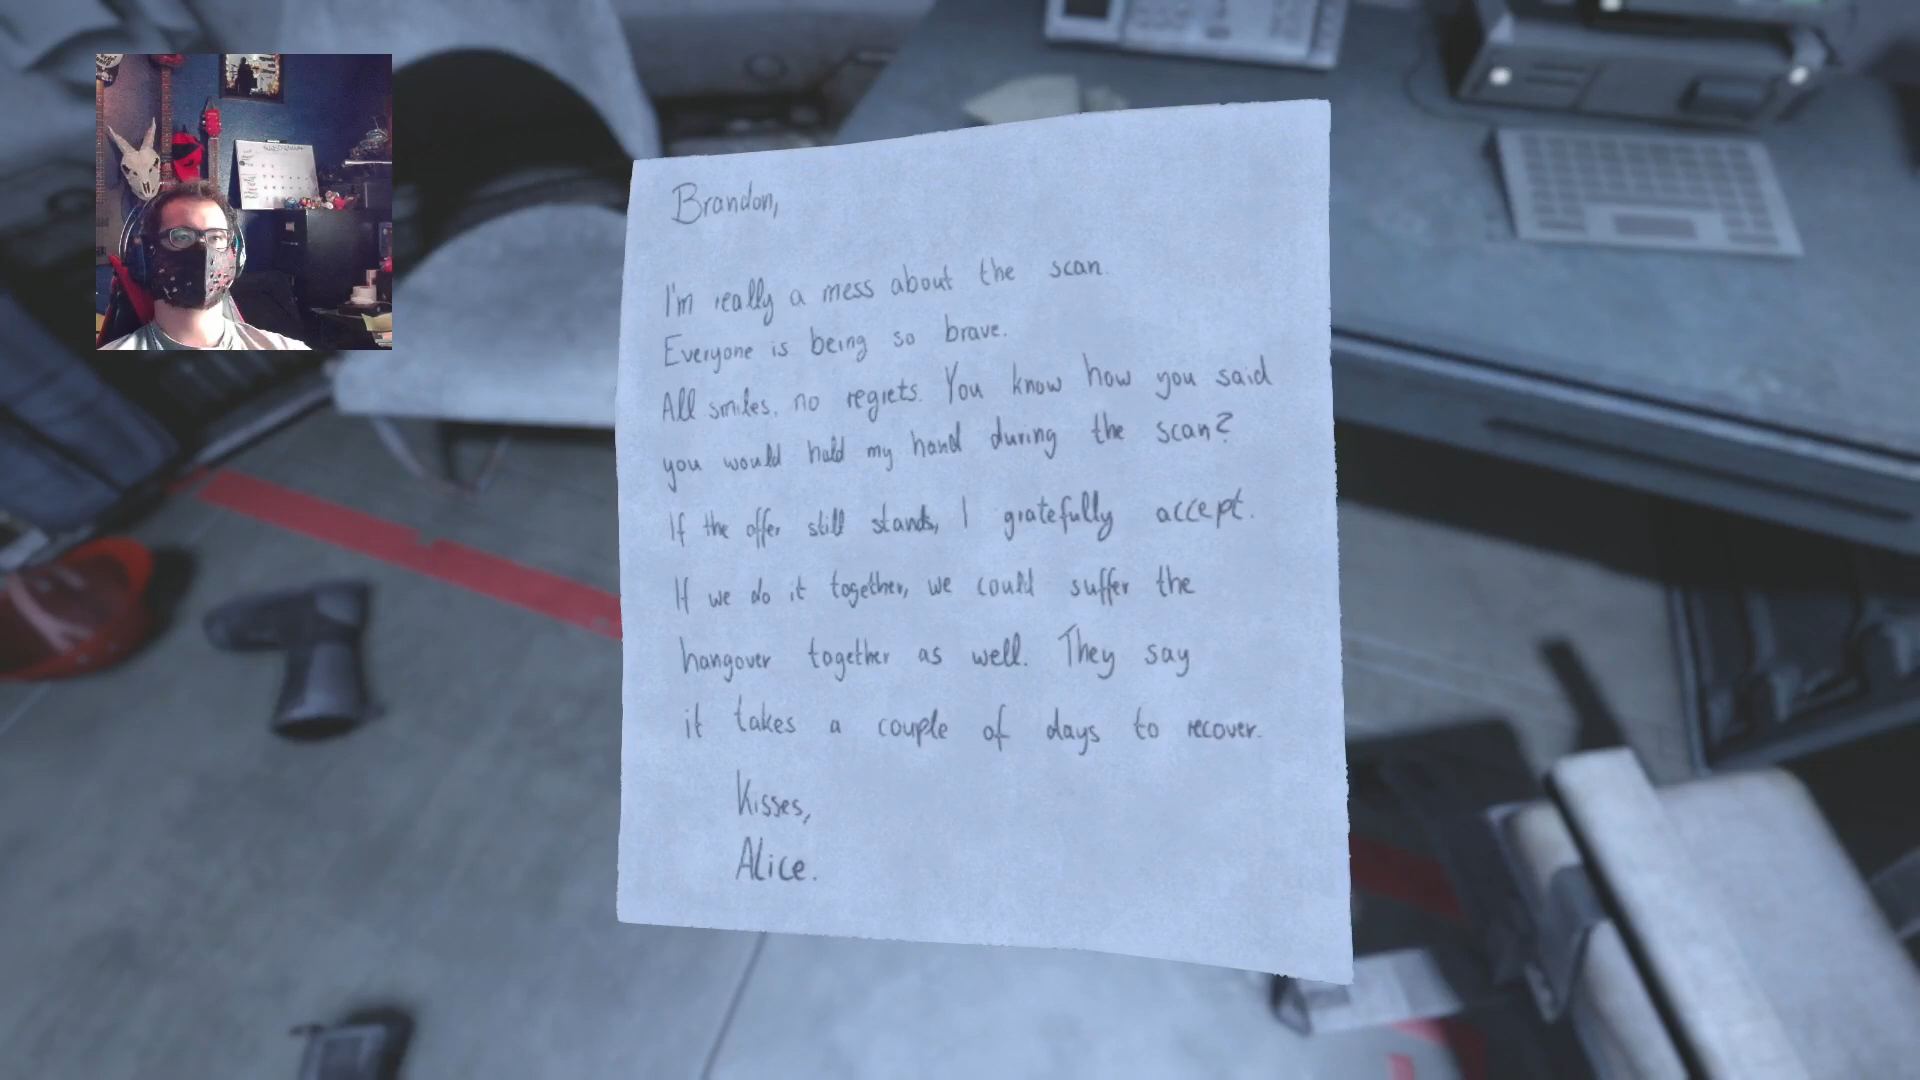 Brandon,
I'm really a mess about the scan.
Everyone is being so brave.
All smiles, no regrets. You know how you said
you would hold my hand during the scan?
If the offer still stands, I gratefully accept.
If we do it together, we could suffer the
hangover together as well. They say
it takes a couple of days to recover.
Kisses,
Alice.